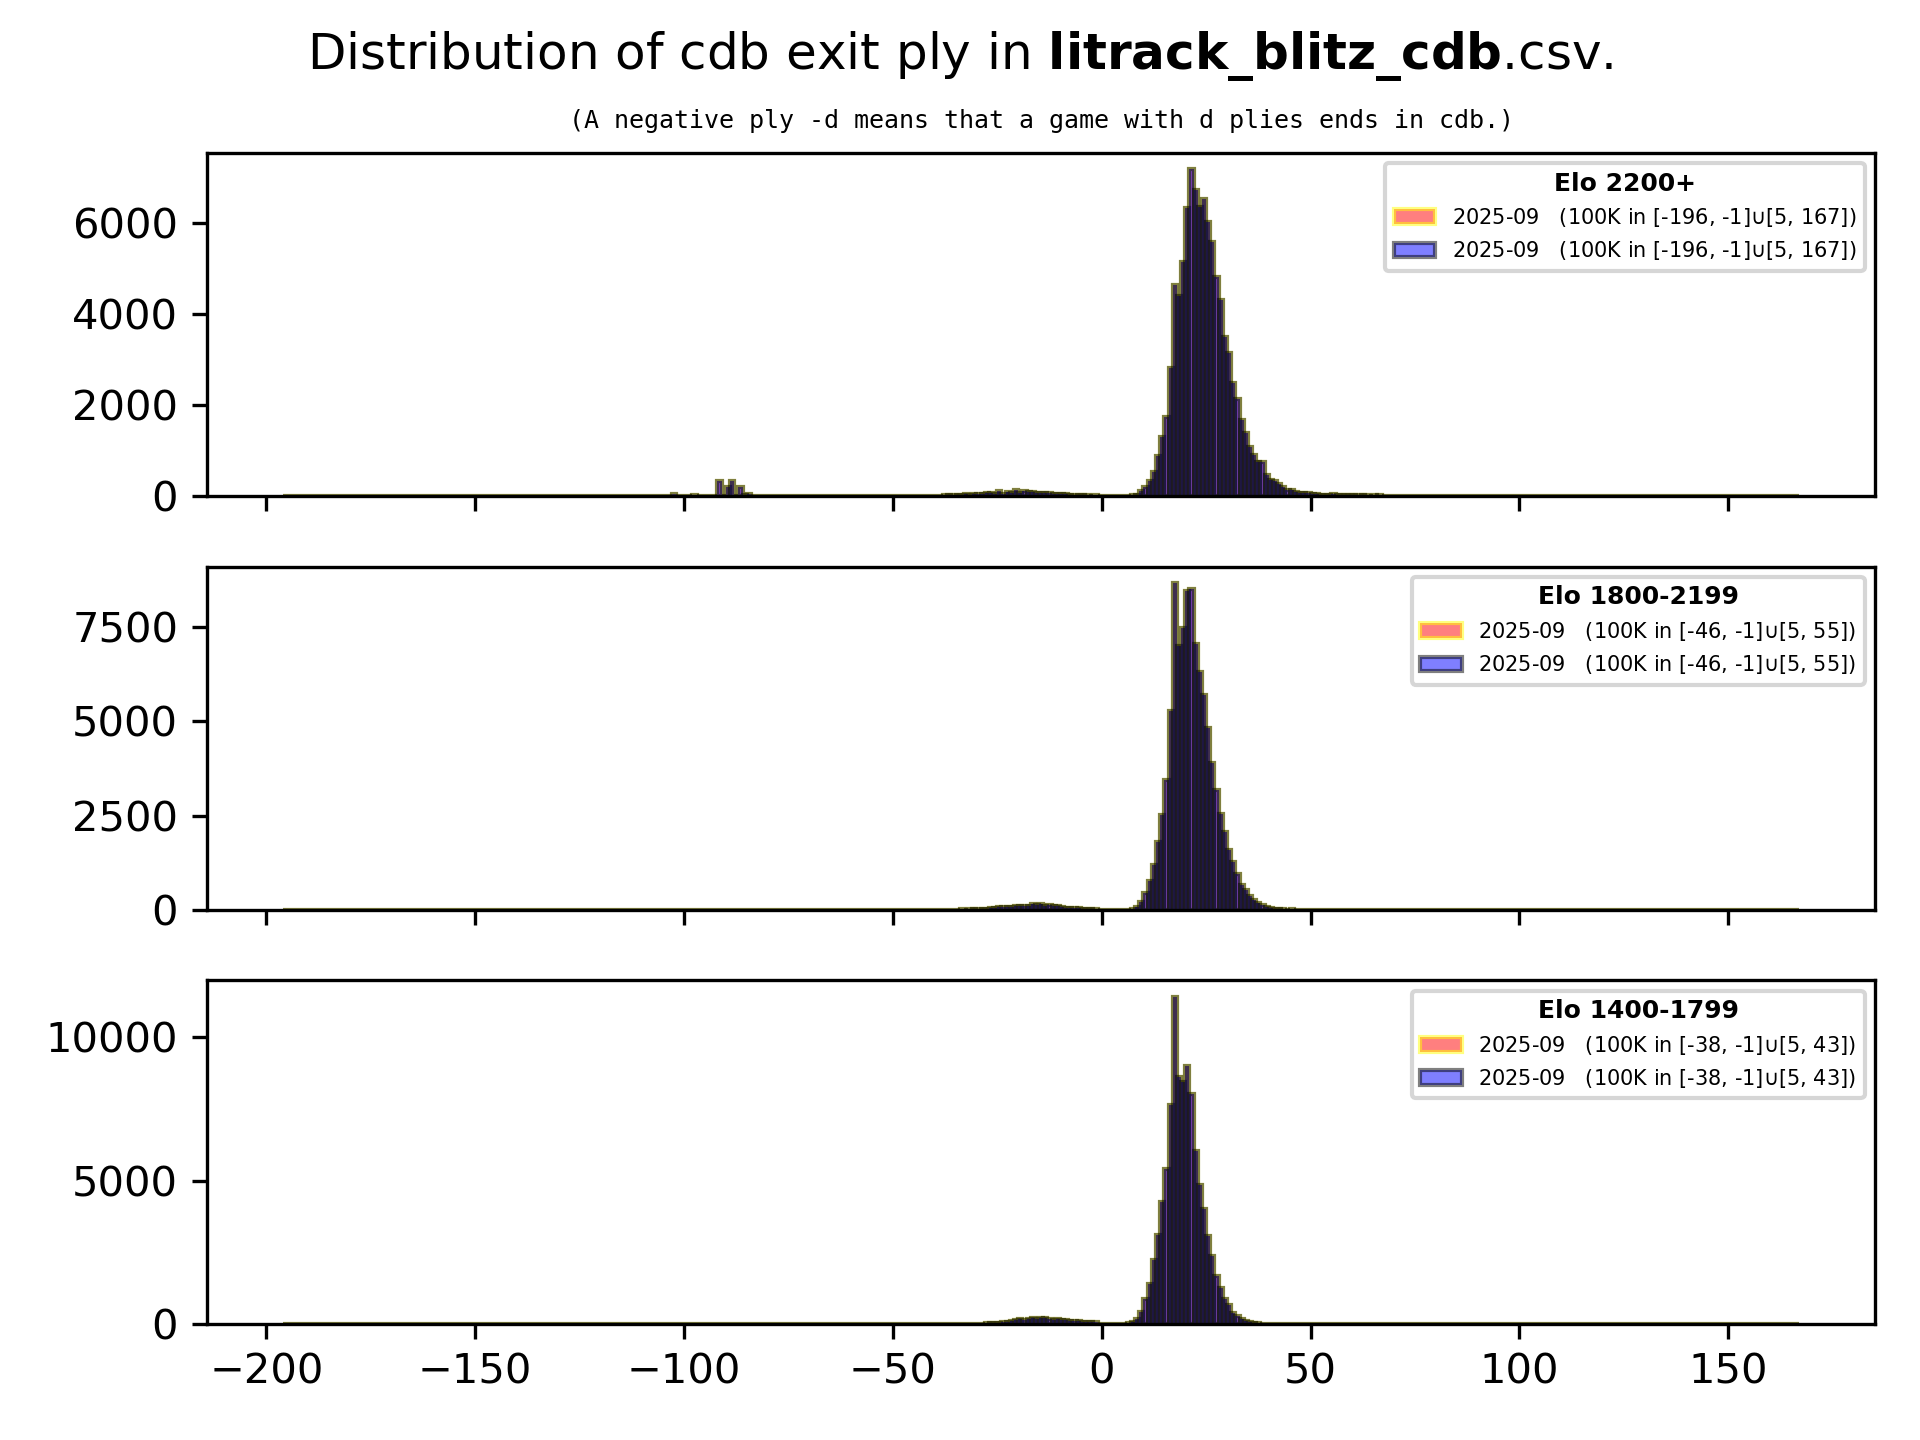 Distribution of cdb exit ply in litrack_blitz_cdb.csv.
(A negative ply -d means that a game with d plies ends in cdb.)
6000
4000
2000
0
Elo 2200+
2025-09 (100K in [-196, -1]∪[5, 167])
2025-09 (100K in [-196, -1]∪[5, 167])
7500
5000
2500
0
Elo 1800-2199
2025-09 (100K in [-46, -1]∪[5, 55])
2025-09 (100K in [-46, -1]∪[5, 55])
10000
5000
0
Elo 1400-1799
2025-09 (100K in [-38, -1]∪[5, 43])
2025-09 (100K in [-38, -1]∪[5, 43])
−200 −150 −100 −50 0 50 100 150